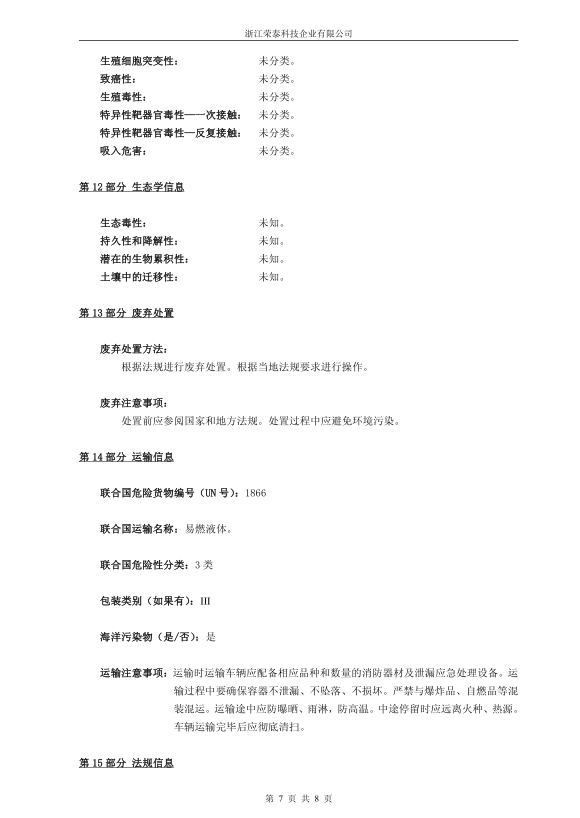 浙江荣泰科技企业有限公司
生殖细胞突变性： 未分类。
致癌性： 未分类。
生殖毒性： 未分类。
特异性靶器官毒性——一次接触： 未分类。
特异性靶器官毒性—反复接触： 未分类。
吸入危害： 未分类。
第 12 部分 生态学信息
生态毒性： 未知。
持久性和降解性： 未知。
潜在的生物累积性： 未知。
土壤中的迁移性： 未知。
第 13 部分 废弃处置
废弃处置方法：
根据法规进行废弃处置。根据当地法规要求进行操作。
废弃注意事项：
处置前应参阅国家和地方法规。处置过程中应避免环境污染。
第 14 部分 运输信息
联合国危险货物编号（UN 号）：1866
联合国运输名称：易燃液体。
联合国危险性分类：3 类
包装类别（如果有）：III
海洋污染物（是/否）：是
运输注意事项：运输时运输车辆应配备相应品种和数量的消防器材及泄漏应急处理设备。运
输过程中要确保容器不泄漏、不坠落、不损坏。严禁与爆炸品、自燃品等混
装混运。运输途中应防曝晒、雨淋，防高温。中途停留时应远离火种、热源。
车辆运输完毕后应彻底清扫。
第 15 部分 法规信息
第 7 页 共 8 页